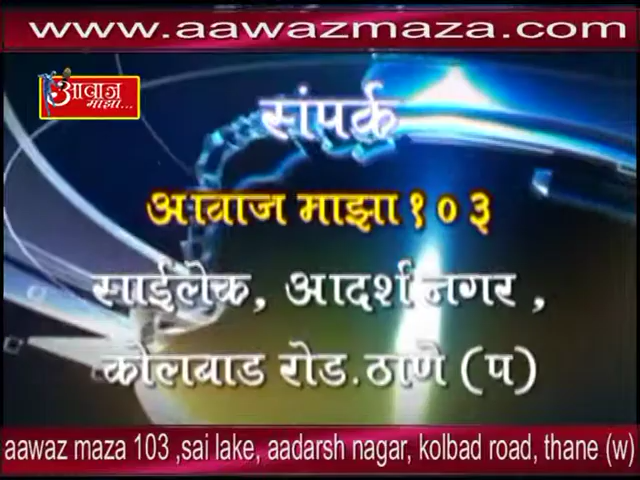 www.aawazmaza.com
आवाज
माझा...
संपर्क
आवाज माझा १०३
साईलेक, आदर्श नगर ,
कोलबाड रोड.ठाणे (प)
aawaz maza 103 ,sai lake, aadarsh nagar, kolbad road, thane (w)